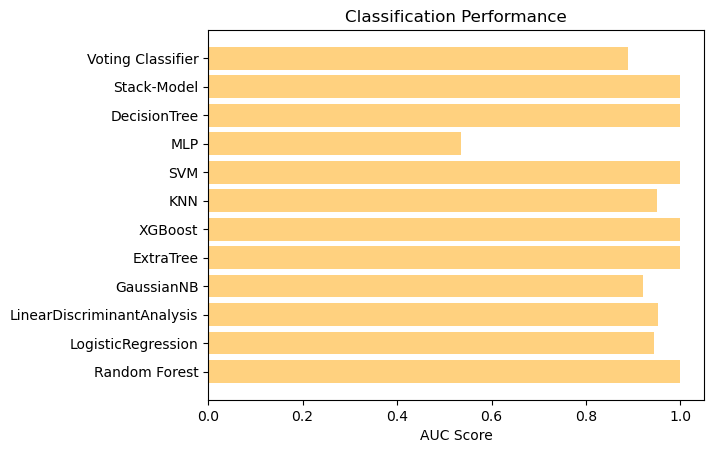 Classification Performance
Voting Classifier
Stack-Model
DecisionTree
MLP
SVM
KNN
XGBoost
ExtraTree
GaussianNB
LinearDiscriminantAnalysis
LogisticRegression
Random Forest
0.0 0.2 0.4 0.6 0.8 1.0
AUC Score